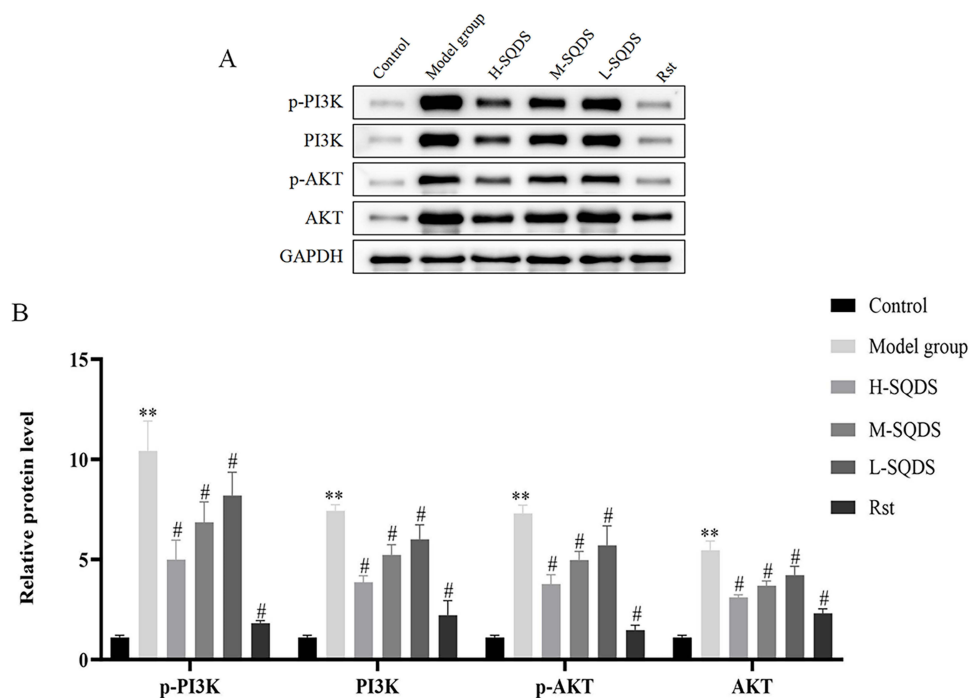 A
Control
Model group
H-SQDS
M-SQDS
L-SQDS
Rst
p-PI3K
PI3K
p-AKT
AKT
GAPDH
B
Control
Model group
H-SQDS
M-SQDS
L-SQDS
Rst
Relative protein level
15
10
5
0
** # # # #
** # # # #
** # # # #
** # # # #
p-PI3K PI3K p-AKT AKT